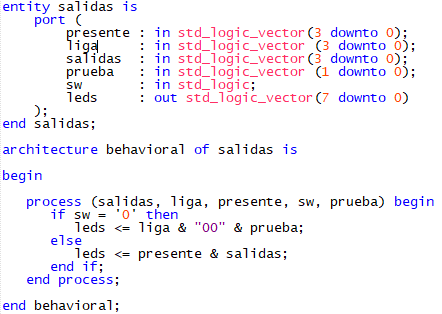 entity salidas is
    port (
        presente : in std_logic_vector(3 downto 0);
        liga     : in std_logic_vector (3 downto 0);
        salidas  : in std_logic_vector(3 downto 0);
        prueba   : in std_logic_vector (1 downto 0);
        sw       : in std_logic;
        leds     : out std_logic_vector(7 downto 0)
    );
end salidas;

architecture behavioral of salidas is

begin

   process (salidas, liga, presente, sw, prueba) begin
      if sw = '0' then
         leds <= liga & "00" & prueba;
      else
         leds <= presente & salidas;
      end if;
   end process;

end behavioral;